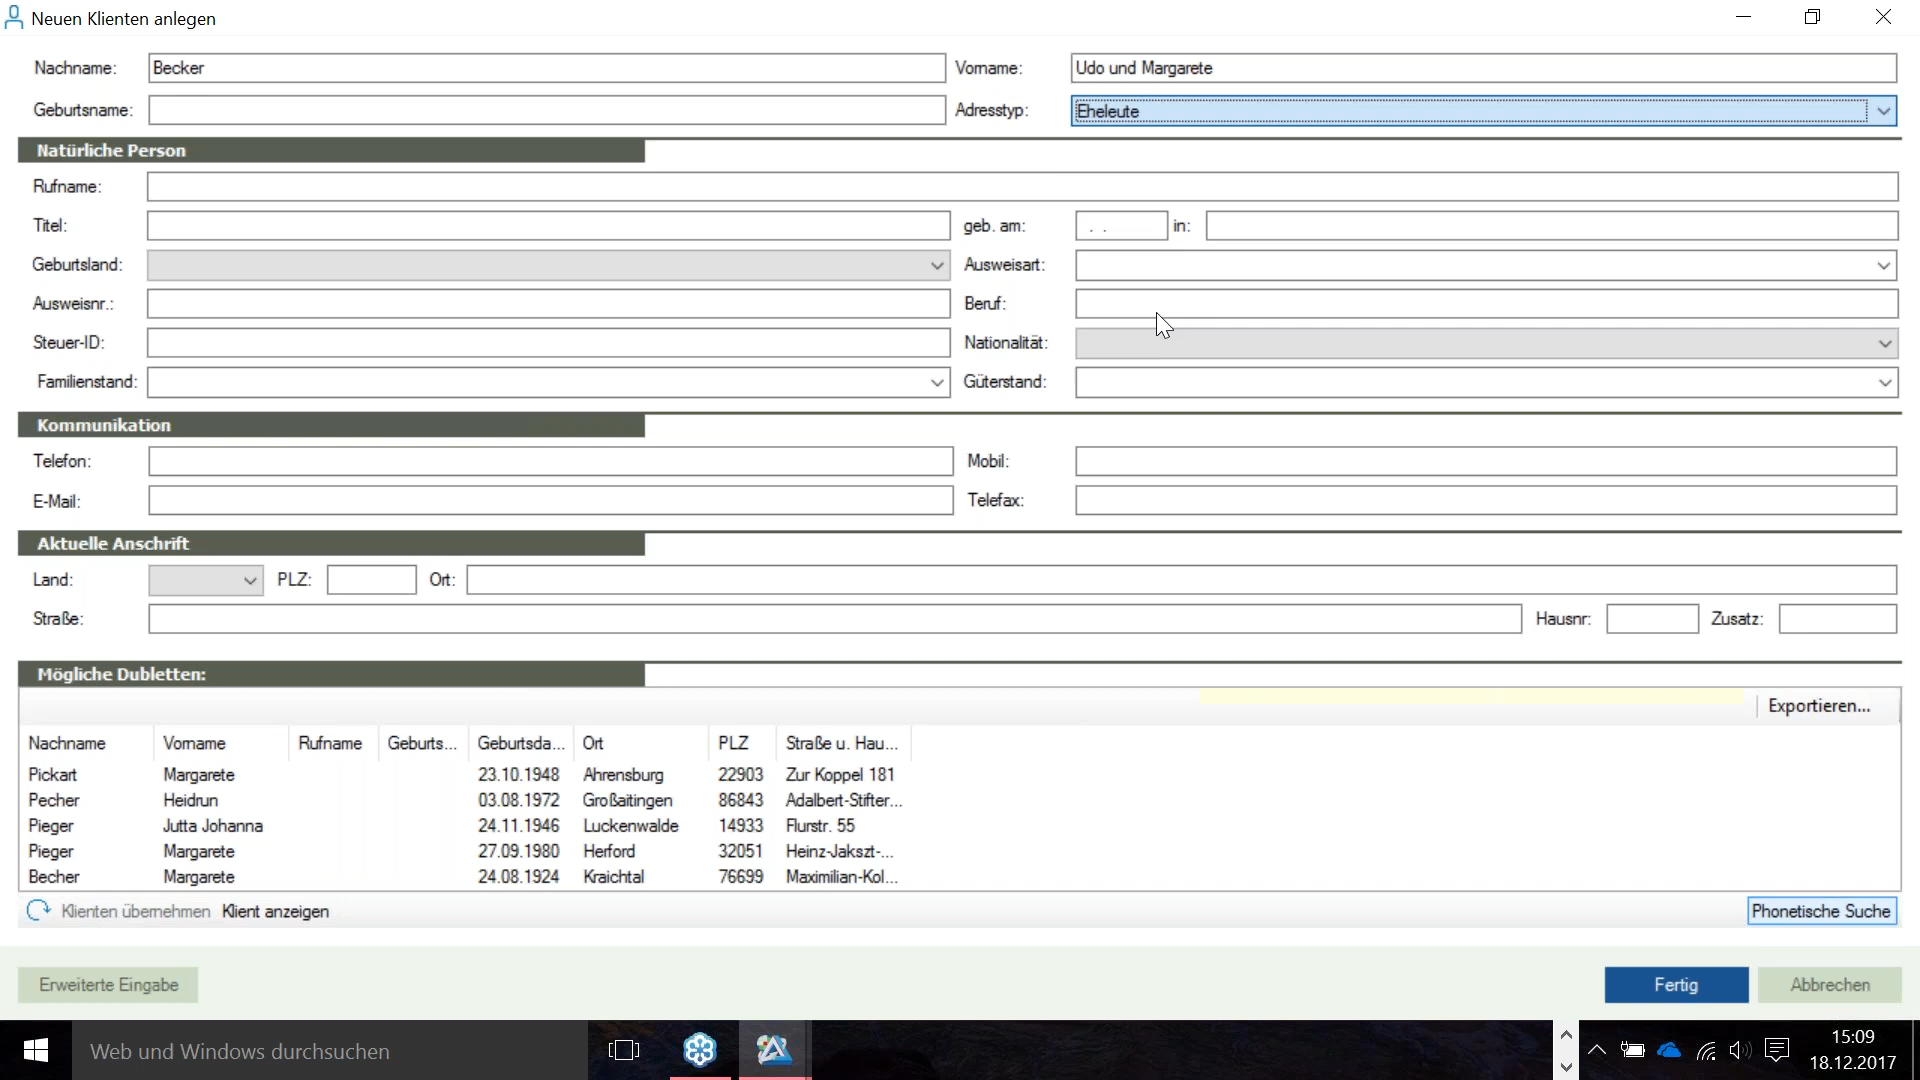 Neuen Klienten anlegen
Nachname: Becker Vorname: Udo und Margarete
Geburtsname: Adresstyp: Eheleute
Natürliche Person
Rufname:
Titel: geb. am: . . in:
Geburtsland: Ausweisart:
Ausweisnr.: Beruf:
Steuer-ID: Nationalität:
Familienstand: Güterstand:
Kommunikation
Telefon: Mobil:
E-Mail: Telefax:
Aktuelle Anschrift
Land: PLZ: Ort:
Straße: Hausnr: Zusatz:
Mögliche Dubletten:
Exportieren...
Nachname Vorname Rufname Geburts... Geburtsda... Ort PLZ Straße u. Hau...
Pickart Margarete 23.10.1948 Ahrensburg 22903 Zur Koppel 181
Pecher Heidrun 03.08.1972 Großaitingen 86843 Adalbert-Stifter...
Pieger Jutta Johanna 24.11.1946 Luckenwalde 14933 Flurstr. 55
Pieger Margarete 27.09.1980 Herford 32051 Heinz-Jakszt-...
Becher Margarete 24.08.1924 Kraichtal 76699 Maximilian-Kol...
Klienten übernehmen Klient anzeigen Phonetische Suche
Erweiterte Eingabe Fertig Abbrechen
Web und Windows durchsuchen 15:09
18.12.2017